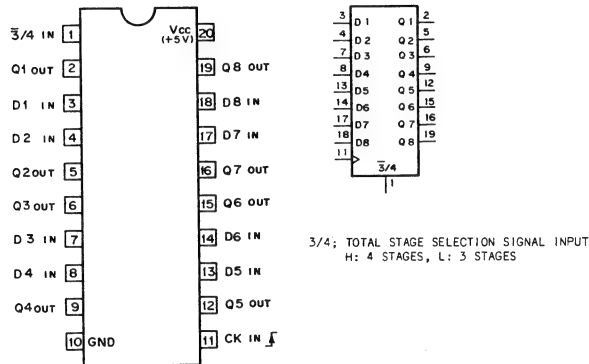 3̅/4 IN 1
Q1 OUT 2
D1 IN 3
D2 IN 4
Q2 OUT 5
Q3 OUT 6
D3 IN 7
D4 IN 8
Q4 OUT 9
10 GND
Vcc 20
(+5V)
19 Q8 OUT
18 D8 IN
17 D7 IN
16 Q7 OUT
15 Q6 OUT
14 D6 IN
13 D5 IN
12 Q5 OUT
11 CK IN
3 D1 Q1 2
4 D2 Q2 5
7 D3 Q3 6
8 D4 Q4 9
13 D5 Q5 12
14 D6 Q6 15
17 D7 Q7 16
18 D8 Q8 19
11
3̅/4
1
3/4; TOTAL STAGE SELECTION SIGNAL INPUT
H: 4 STAGES, L: 3 STAGES